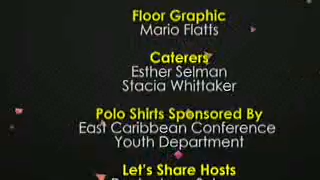 Floor Graphic
Mario Flatts
Caterers
Esther Selman
Stacia Whittaker
Polo Shirts Sponsored By
East Caribbean Conference
Youth Department
Let's Share Hosts